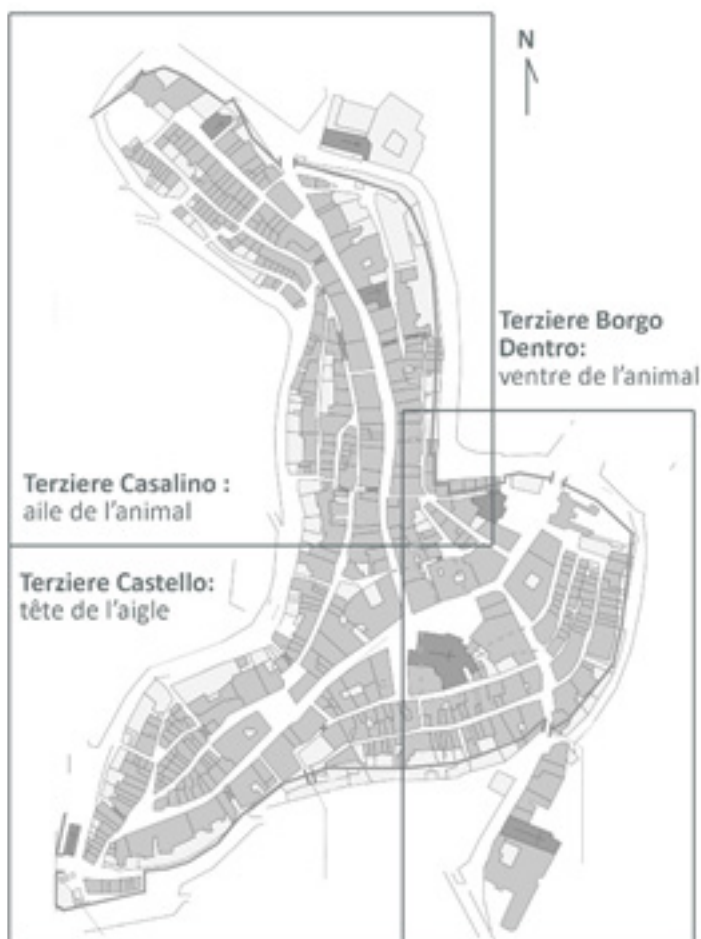 N
Terziere Borgo
Dentro:
ventre de l'animal
Terziere Casalino :
aile de l'animal
Terziere Castello:
tête de l'aigle